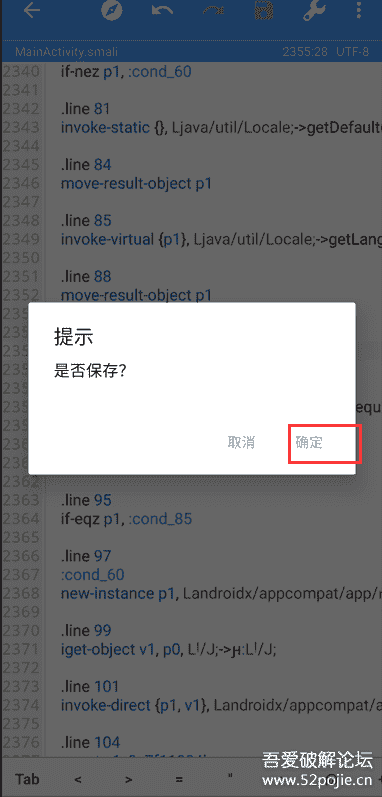 MainActivity.smali 2355:28 UTF-8
2340 if-nez p1, :cond_60
2341
2342 .line 81
2343 invoke-static {}, Ljava/util/Locale;->getDefault
2344
2345 .line 84
2346 move-result-object p1
2347
2348 .line 85
2349 invoke-virtual {p1}, Ljava/util/Locale;->getLang
2350
2351 .line 88
2352 move-result-object p1
提示
是否保存?
equ
取消 确定
2362
2363 .line 95
2364 if-eqz p1, :cond_85
2365
2366 .line 97
2367 :cond_60
2368 new-instance p1, Landroidx/appcompat/app/
2369
2370 .line 99
2371 iget-object v1, p0,
2372
2373 .line 101
2374 invoke-direct {p1, v1}, Landroidx/appcompat/
2375
2376 .line 104
吾爱破解论坛
Tab < > = "
www.52pojie.cn